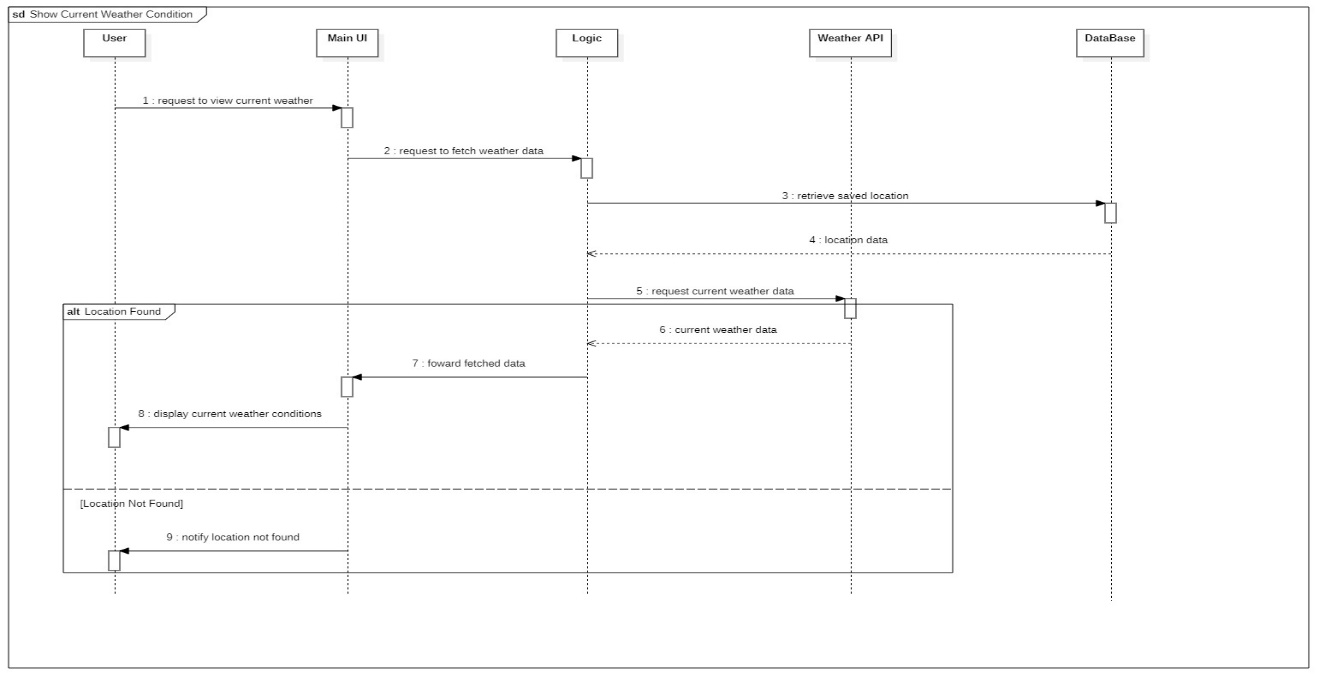 sd Show Current Weather Condition
User
Main UI
Logic
Weather API
DataBase
1 : request to view current weather
2 : request to fetch weather data
3 : retrieve saved location
4 : location data
5 : request current weather data
alt Location Found
6 : current weather data
7 : foward fetched data
8 : display current weather conditions
[Location Not Found]
9 : notify location not found